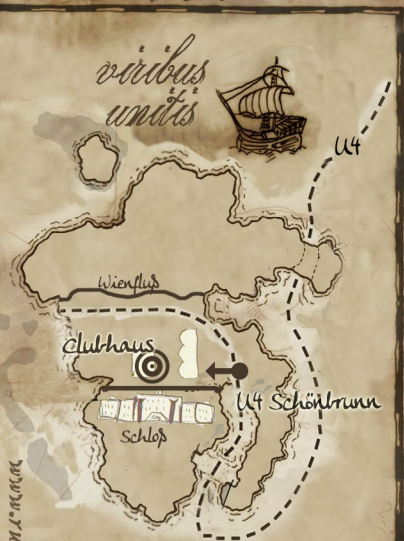 viribus
unitis
U4
Wienfluß
Clubhaus
U4 Schönbrunn
Schloß